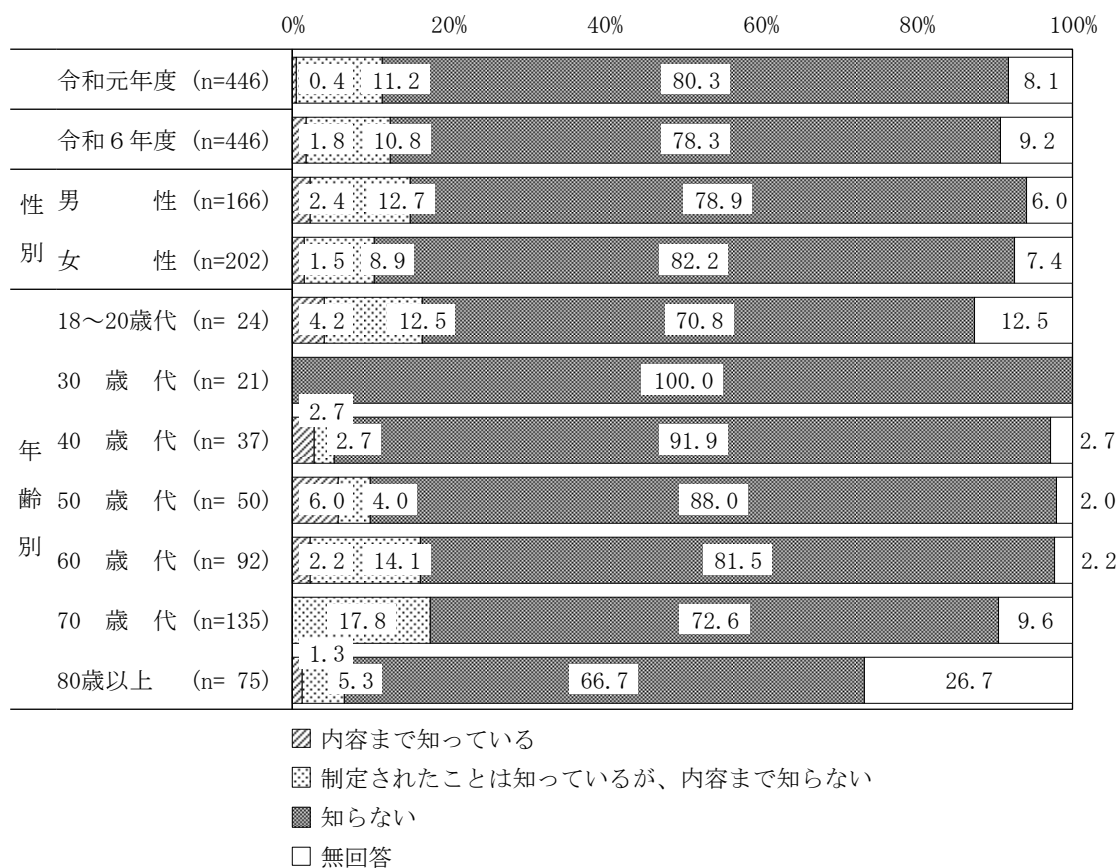 0% 20% 40% 60% 80% 100%
令和元年度 (n=446) 0.4 11.2 80.3 8.1
令和６年度 (n=446) 1.8 10.8 78.3 9.2
性別
男 性 (n=166) 2.4 12.7 78.9 6.0
女 性 (n=202) 1.5 8.9 82.2 7.4
年齢別
18～20歳代 (n= 24) 4.2 12.5 70.8 12.5
30 歳 代 (n= 21) 100.0
40 歳 代 (n= 37) 2.7 2.7 91.9 2.7
50 歳 代 (n= 50) 6.0 4.0 88.0 2.0
60 歳 代 (n= 92) 2.2 14.1 81.5 2.2
70 歳 代 (n=135) 17.8 72.6 9.6
80歳以上 (n= 75) 1.3 5.3 66.7 26.7
内容まで知っている
制定されたことは知っているが、内容まで知らない
知らない
無回答